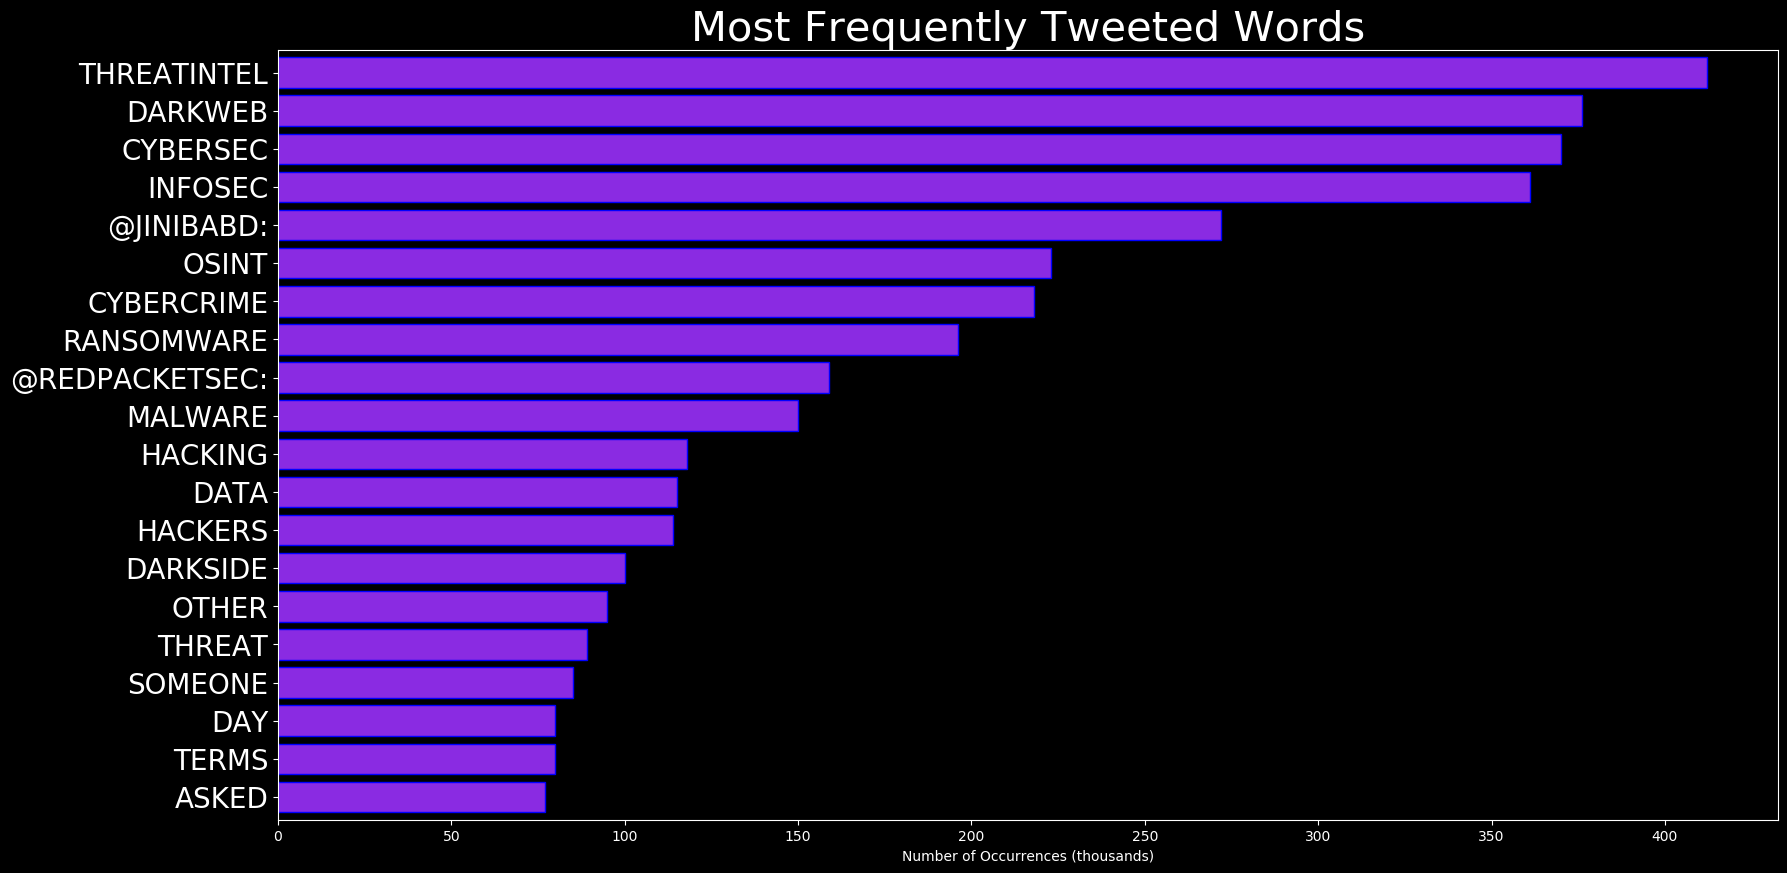 Most Frequently Tweeted Words
THREATINTEL
DARKWEB
CYBERSEC
INFOSEC
@JINIBABD:
OSINT
CYBERCRIME
RANSOMWARE
@REDPACKETSEC:
MALWARE
HACKING
DATA
HACKERS
DARKSIDE
OTHER
THREAT
SOMEONE
DAY
TERMS
ASKED
0 50 100 150 200 250 300 350 400
Number of Occurrences (thousands)